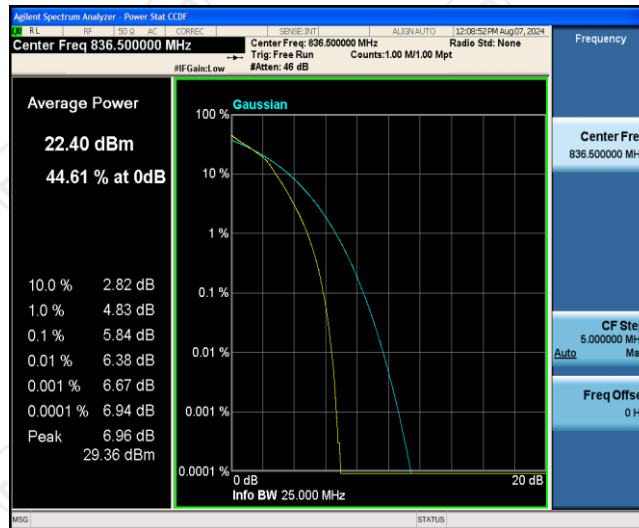 Agilent Spectrum Analyzer - Power Stat CCDF
RL RF 50 Ω AC CORREC SENSE:INT ALIGN AUTO 12:08:52 PM Aug 07, 2024
Center Freq 836.500000 MHz
Center Freq: 836.500000 MHz Radio Std: None
Trig: Free Run Counts:1.00 M/1.00 Mpt
#IFGain:Low #Atten: 46 dB
Frequency
Average Power
22.40 dBm
44.61 % at 0dB
10.0 % 2.82 dB
1.0 % 4.83 dB
0.1 % 5.84 dB
0.01 % 6.38 dB
0.001 % 6.67 dB
0.0001 % 6.94 dB
Peak 6.96 dB
29.36 dBm
Gaussian
100 %
10 %
1 %
0.1 %
0.01 %
0.001 %
0.0001 %
0 dB 20 dB
Info BW 25.000 MHz
Center Fre
836.500000 MH
CF Ste
5.000000 MH
Auto Ma
Freq Offse
0 H
MSG STATUS